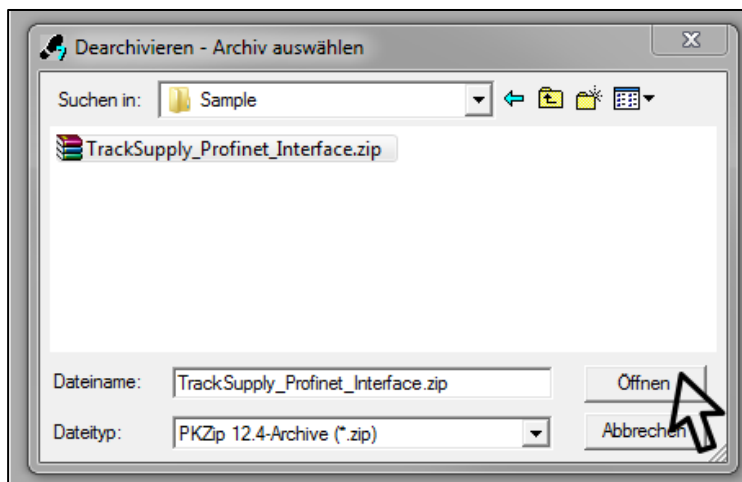 Dearchivieren - Archiv auswählen
Suchen in: Sample
TrackSupply_Profinet_Interface.zip
Dateiname: TrackSupply_Profinet_Interface.zip Öffnen
Dateityp: PKZip 12.4-Archive (*.zip) Abbrechen